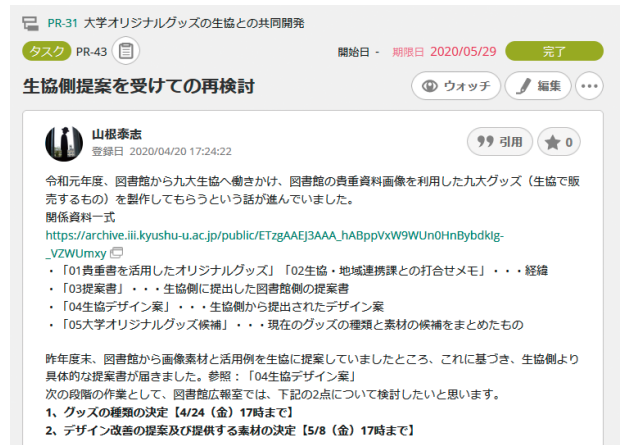 PR-31 大学オリジナルグッズの生協との共同開発
タスク PR-43 開始日 - 期限日 2020/05/29 完了
生協側提案を受けての再検討 ウォッチ 編集
山根泰志
登録日 2020/04/20 17:24:22 引用 0
令和元年度、図書館から九大生協へ働きかけ、図書館の貴重資料画像を利用した九大グッズ（生協で販
売するもの）を製作してもらうという話が進んでいました。
関係資料一式
https://archive.iii.kyushu-u.ac.jp/public/ETzgAAEJ3AAA_hABppVxW9WUn0HnBybdkIg-
_VZWUmxy
・「01貴重書を活用したオリジナルグッズ」「02生協・地域連携課との打合せメモ」・・・経緯
・「03提案書」・・・生協側に提出した図書館側の提案書
・「04生協デザイン案」・・・生協側から提出されたデザイン案
・「05大学オリジナルグッズ候補」・・・現在のグッズの種類と素材の候補をまとめたもの
昨年度末、図書館から画像素材と活用例を生協に提案していましたところ、これに基づき、生協側より
具体的な提案書が届きました。参照：「04生協デザイン案」
次の段階の作業として、図書館広報室では、下記の2点について検討したいと思います。
1、グッズの種類の決定【4/24（金）17時まで】
2、デザイン改善の提案及び提供する素材の決定【5/8（金）17時まで】